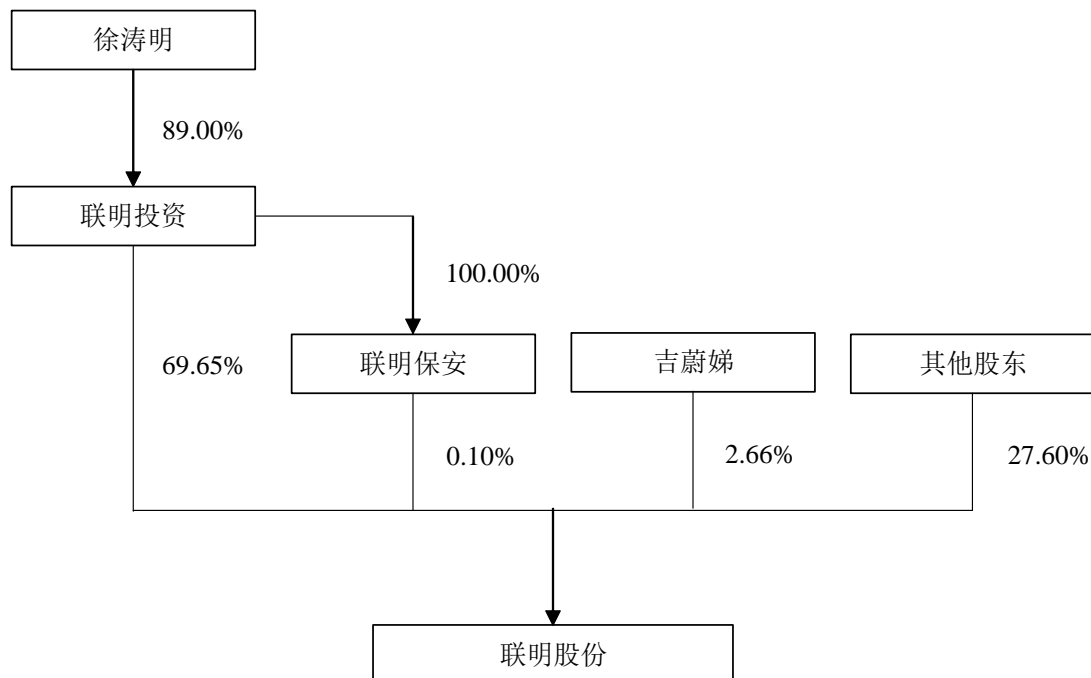 徐涛明
89.00%
联明投资
100.00%
69.65%
联明保安
吉蔚娣
其他股东
0.10%
2.66%
27.60%
联明股份